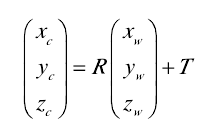 ( x_c ) = R ( x_w ) + T
( y_c ) ( y_w )
( z_c ) ( z_w )